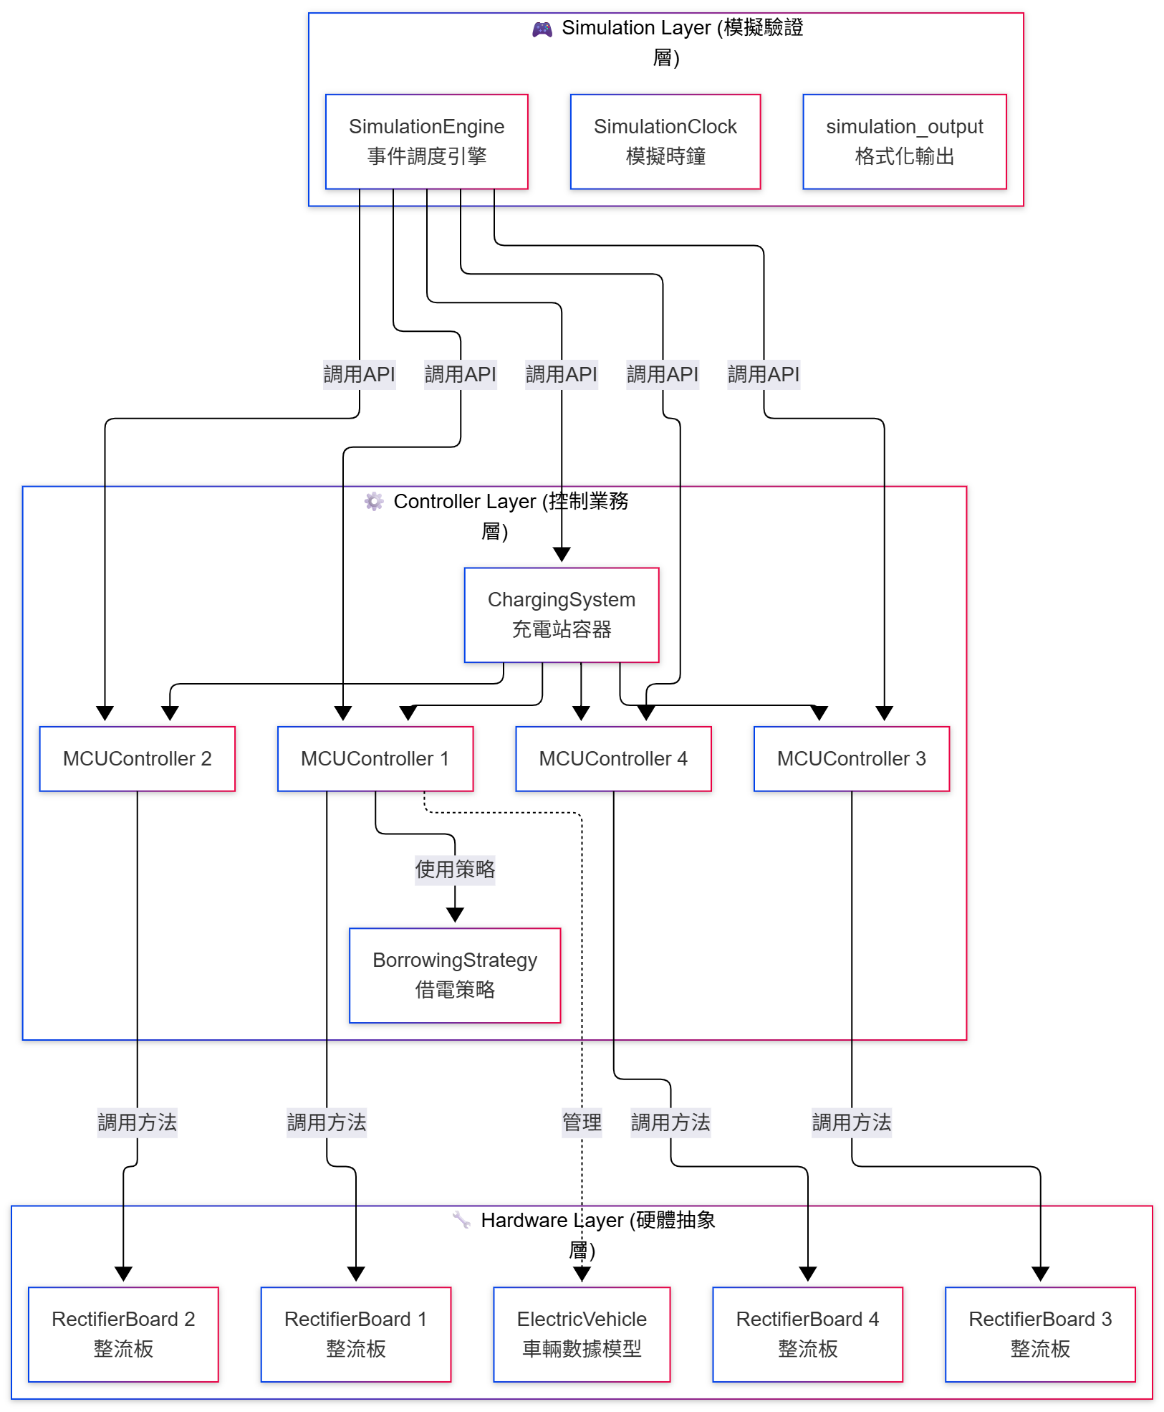 🎮 Simulation Layer (模擬驗證
層)
SimulationEngine
事件調度引擎
SimulationClock
模擬時鐘
simulation_output
格式化輸出
調用API
調用API
調用API
調用API
調用API
⚙️ Controller Layer (控制業務
層)
ChargingSystem
充電站容器
MCUController 2
MCUController 1
MCUController 4
MCUController 3
使用策略
BorrowingStrategy
借電策略
調用方法
調用方法
管理
調用方法
調用方法
🔧 Hardware Layer (硬體抽象
層)
RectifierBoard 2
整流板
RectifierBoard 1
整流板
ElectricVehicle
車輛數據模型
RectifierBoard 4
整流板
RectifierBoard 3
整流板